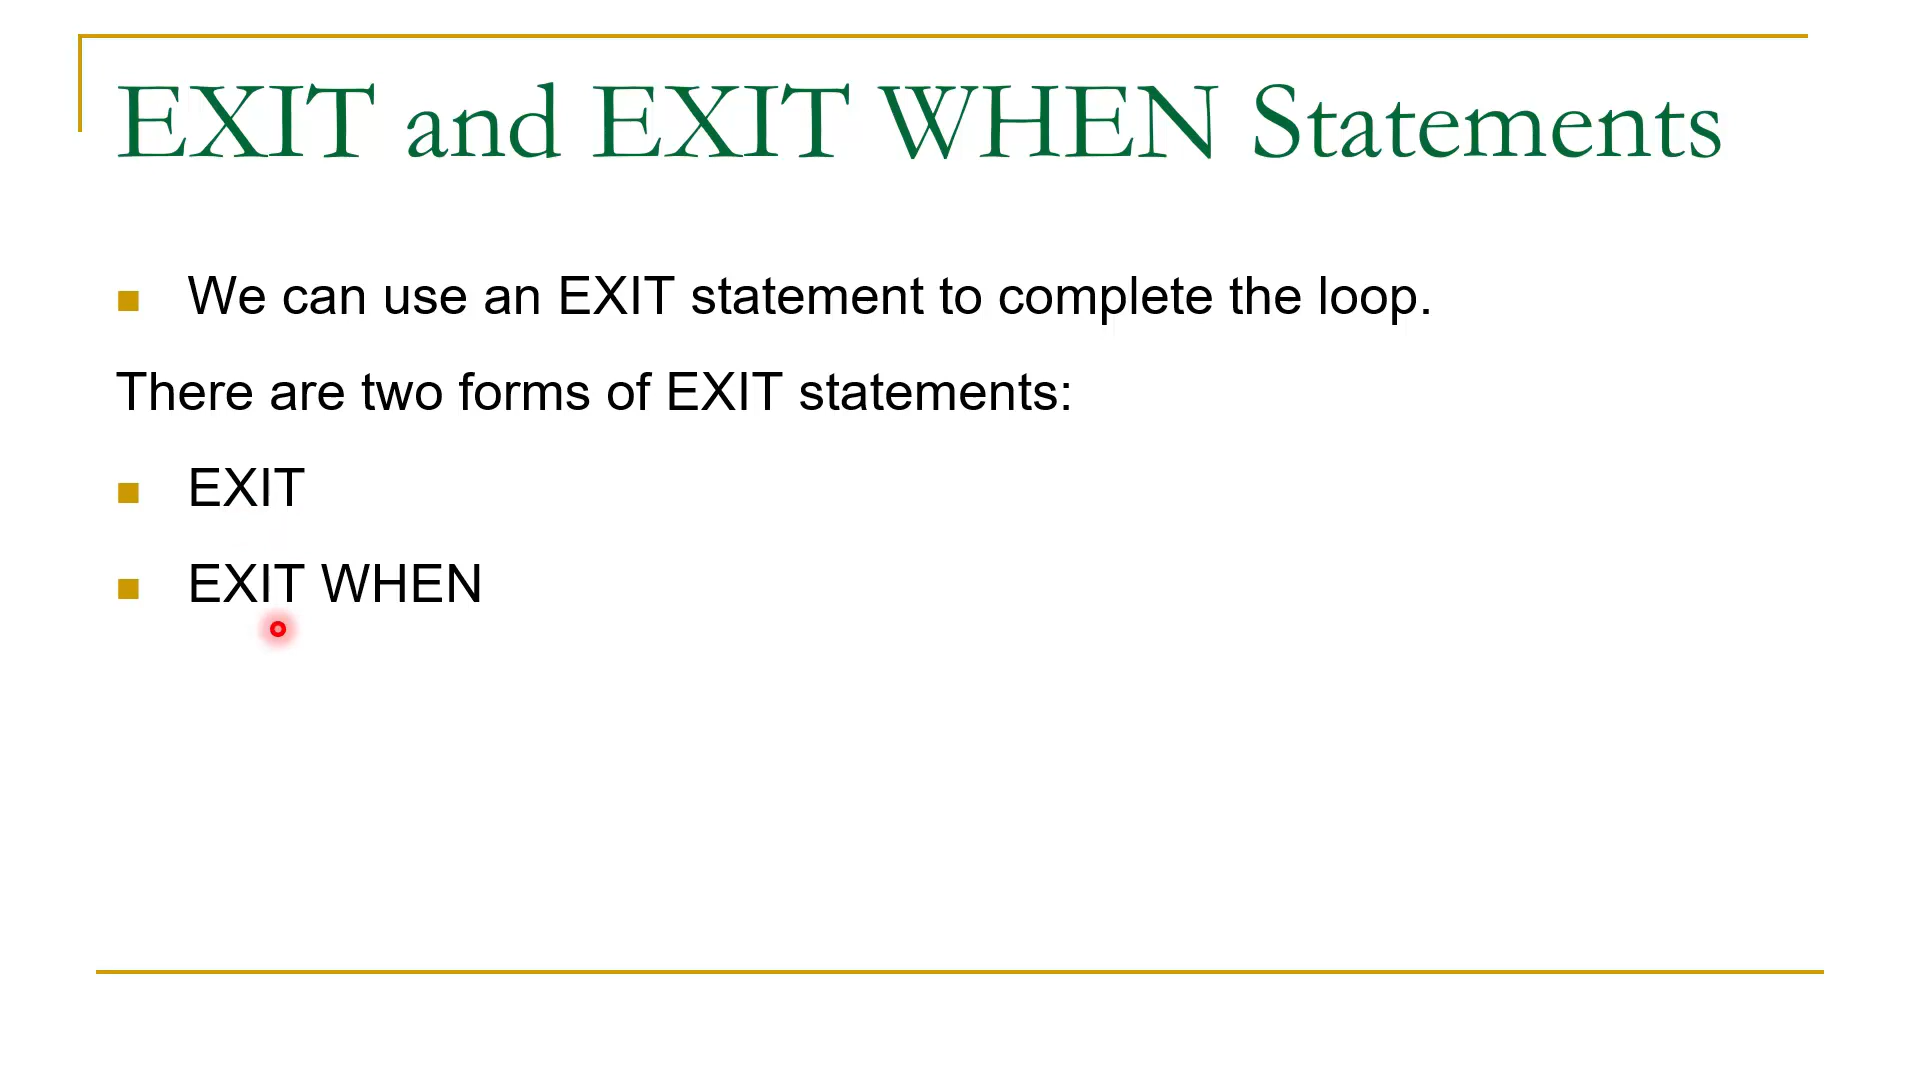 EXIT and EXIT WHEN Statements
We can use an EXIT statement to complete the loop.
There are two forms of EXIT statements:
EXIT
EXIT WHEN